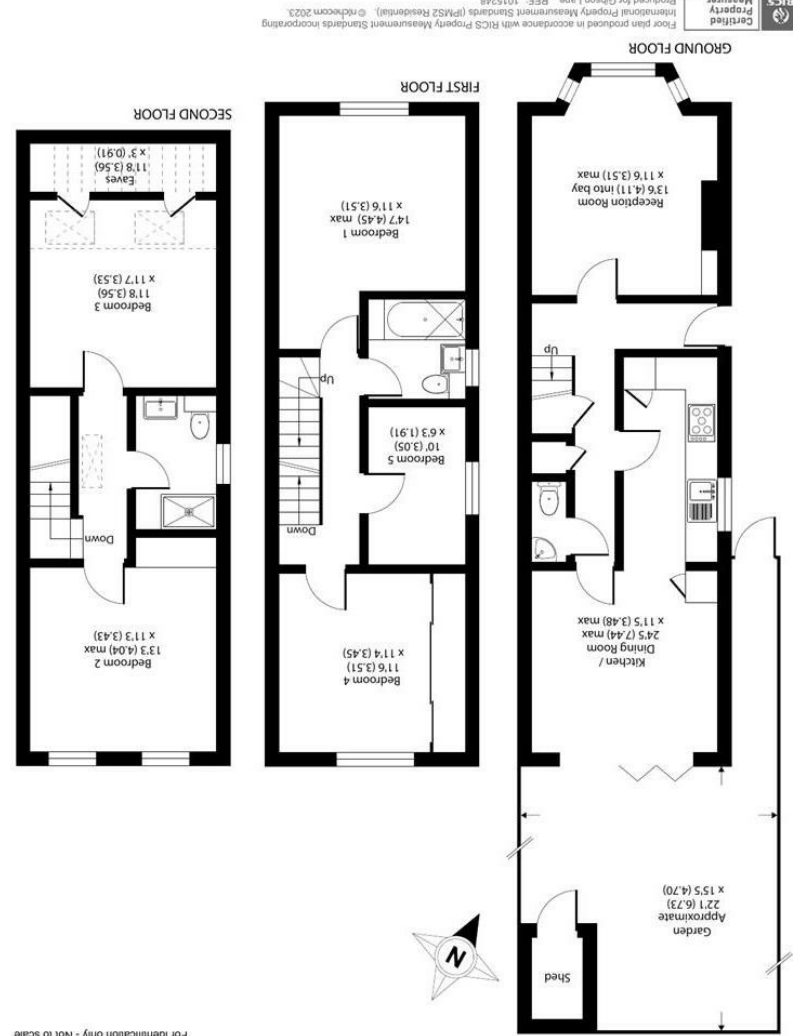 For identification only - Not to scale
Shed
N
Garden
Approximate
22'1 (6.73)
x 15'5 (4.70)
Kitchen /
Dining Room
24'5 (7.44) max
x 11'5 (3.48) max
Up
Reception Room
13'6 (4.11) into bay
x 11'6 (3.51) max
GROUND FLOOR
Bedroom 4
11'6 (3.51)
x 11'4 (3.45)
Down
Bedroom 5
10' (3.05)
x 6'3 (1.91)
Up
Bedroom 1
14'7 (4.45) max
x 11'6 (3.51)
FIRST FLOOR
Bedroom 2
13'3 (4.04) max
x 11'3 (3.43)
Down
Bedroom 3
11'8 (3.56)
x 11'7 (3.53)
Eaves
11'8 (3.56)
x 3' (0.91)
SECOND FLOOR
RICS
Certified
Property
Measurer
Floor plan produced in accordance with RICS Property Measurement Standards incorporating
International Property Measurement Standards (IPMS2 Residential). © nichecom 2023.
Produced for Gibson Lane. REF: 1015348